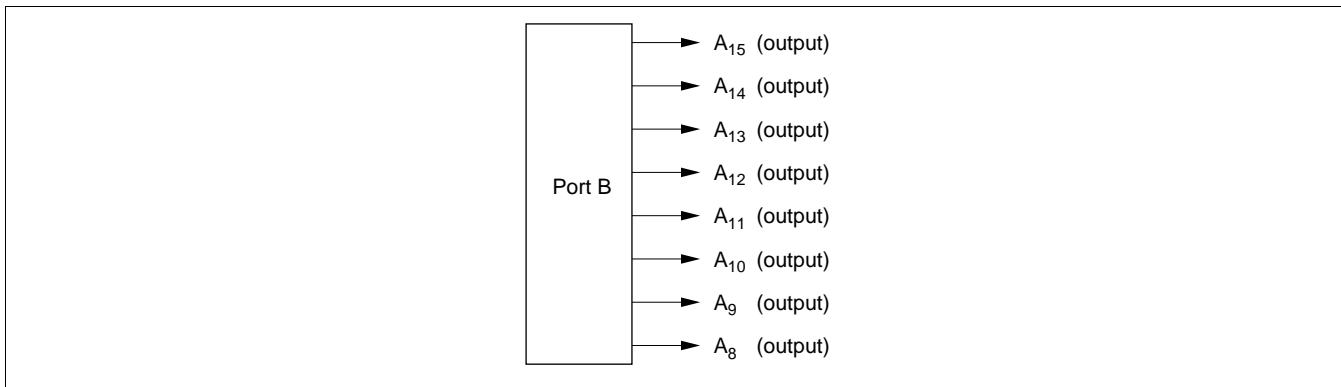 A15 (output)
A14 (output)
A13 (output)
A12 (output)
Port B
A11 (output)
A10 (output)
A9 (output)
A8 (output)